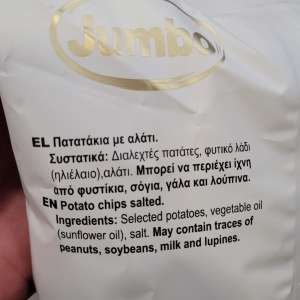 Jumbo
EL Πατατάκια με αλάτι.
Συστατικά: Διαλεχτές πατάτες, φυτικό λάδι
(ηλιέλαιο),αλάτι. Μπορεί να περιέχει ίχνη
από φυστίκια, σόγια, γάλα και λούπινα.
EN Potato chips salted.
Ingredients: Selected potatoes, vegetable oil
(sunflower oil), salt. May contain traces of
peanuts, soybeans, milk and lupines.